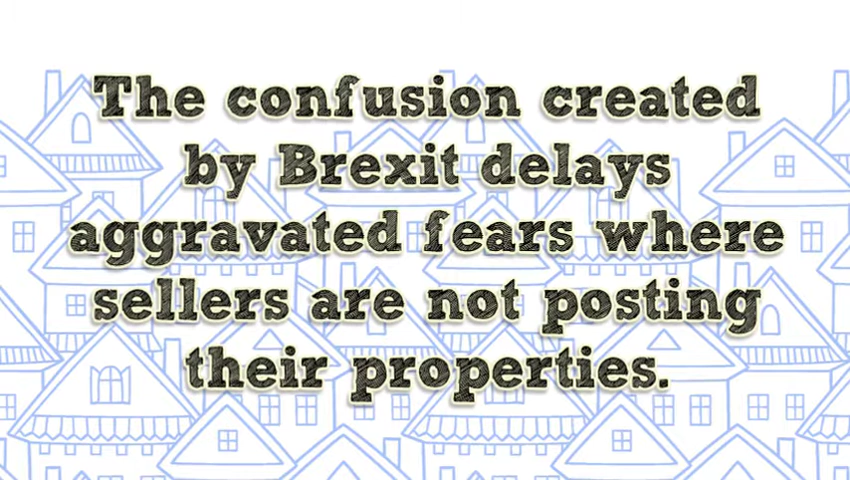 The confusion created
by Brexit delays
aggravated fears where
sellers are not posting
their properties.